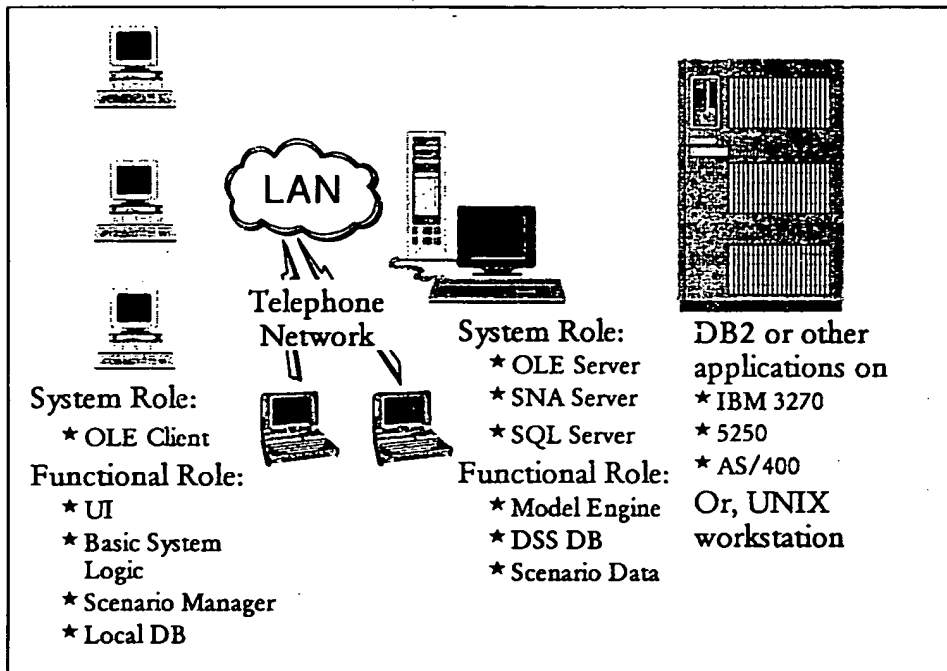 LAN
Telephone
Network
System Role:
★ OLE Client
Functional Role:
★ UI
★ Basic System
Logic
★ Scenario Manager
★ Local DB
System Role:
★ OLE Server
★ SNA Server
★ SQL Server
Functional Role:
★ Model Engine
★ DSS DB
★ Scenario Data
DB2 or other
applications on
★ IBM 3270
★ 5250
★ AS/400
Or, UNIX
workstation